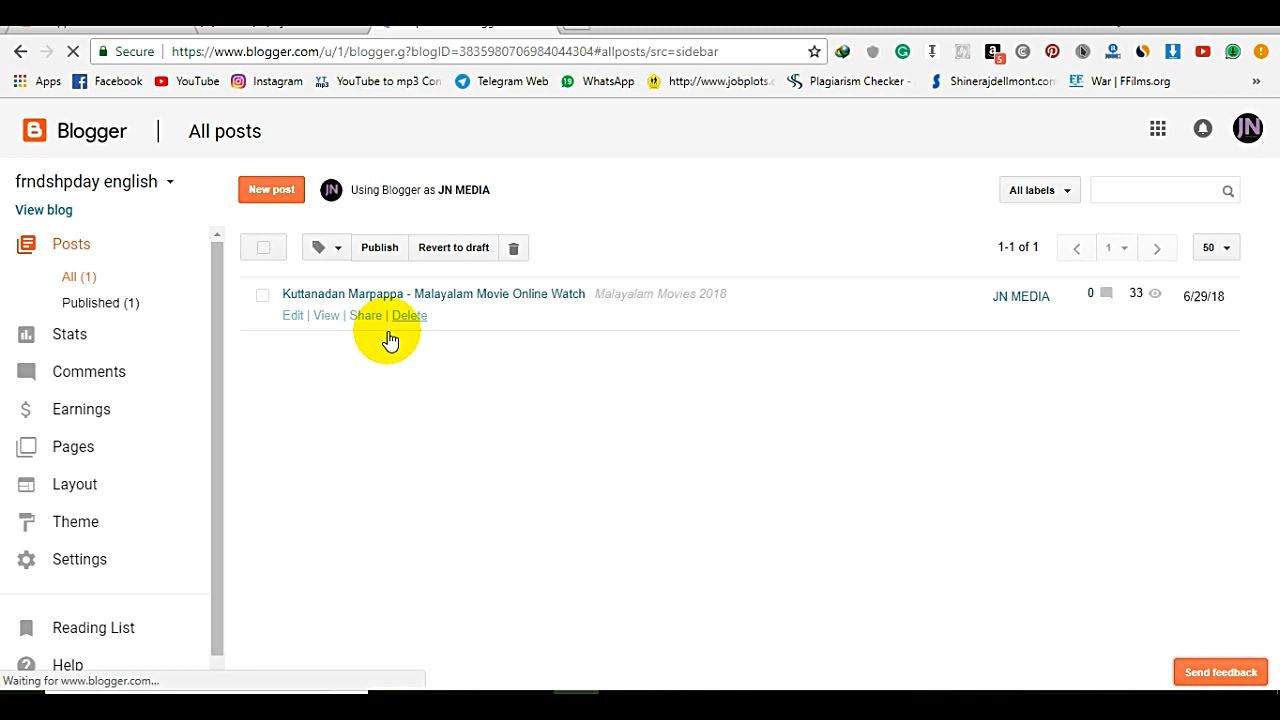 Secure | https://www.blogger.com/u/1/blogger.g?blogID=3835980706984044304#allposts/src=sidebar
5
Apps Facebook YouTube Instagram YouTube to mp3 Con Telegram Web WhatsApp http://www.jobplots.c Plagiarism Checker - Shinerajdellmont.con War | FFilms.org »
Blogger | All posts JN
frndshpday english
View blog
New post JN Using Blogger as JN MEDIA All labels
Posts
All (1)
Published (1)
Stats
Comments
Earnings
Pages
Layout
Theme
Settings
Reading List
Help
Publish Revert to draft 1-1 of 1 1 50
Kuttanadan Marpappa - Malayalam Movie Online Watch Malayalam Movies 2018 JN MEDIA 0 33 6/29/18
Edit | View | Share | Delete
Send feedback
Waiting for www.blogger.com...